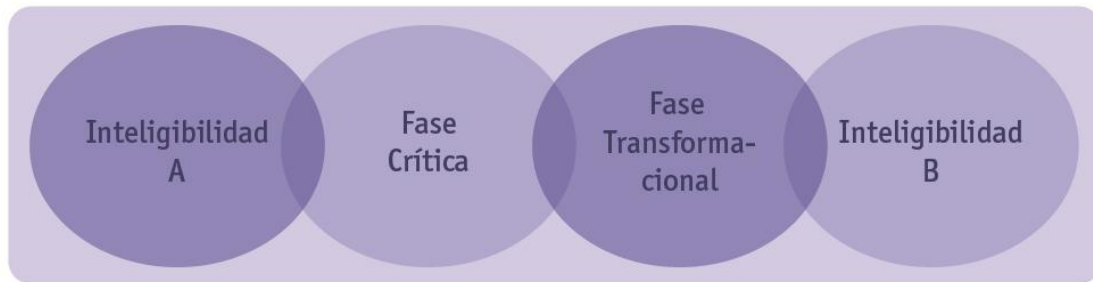 Inteligibilidad
A
Fase
Crítica
Fase
Transforma-
cional
Inteligibilidad
B